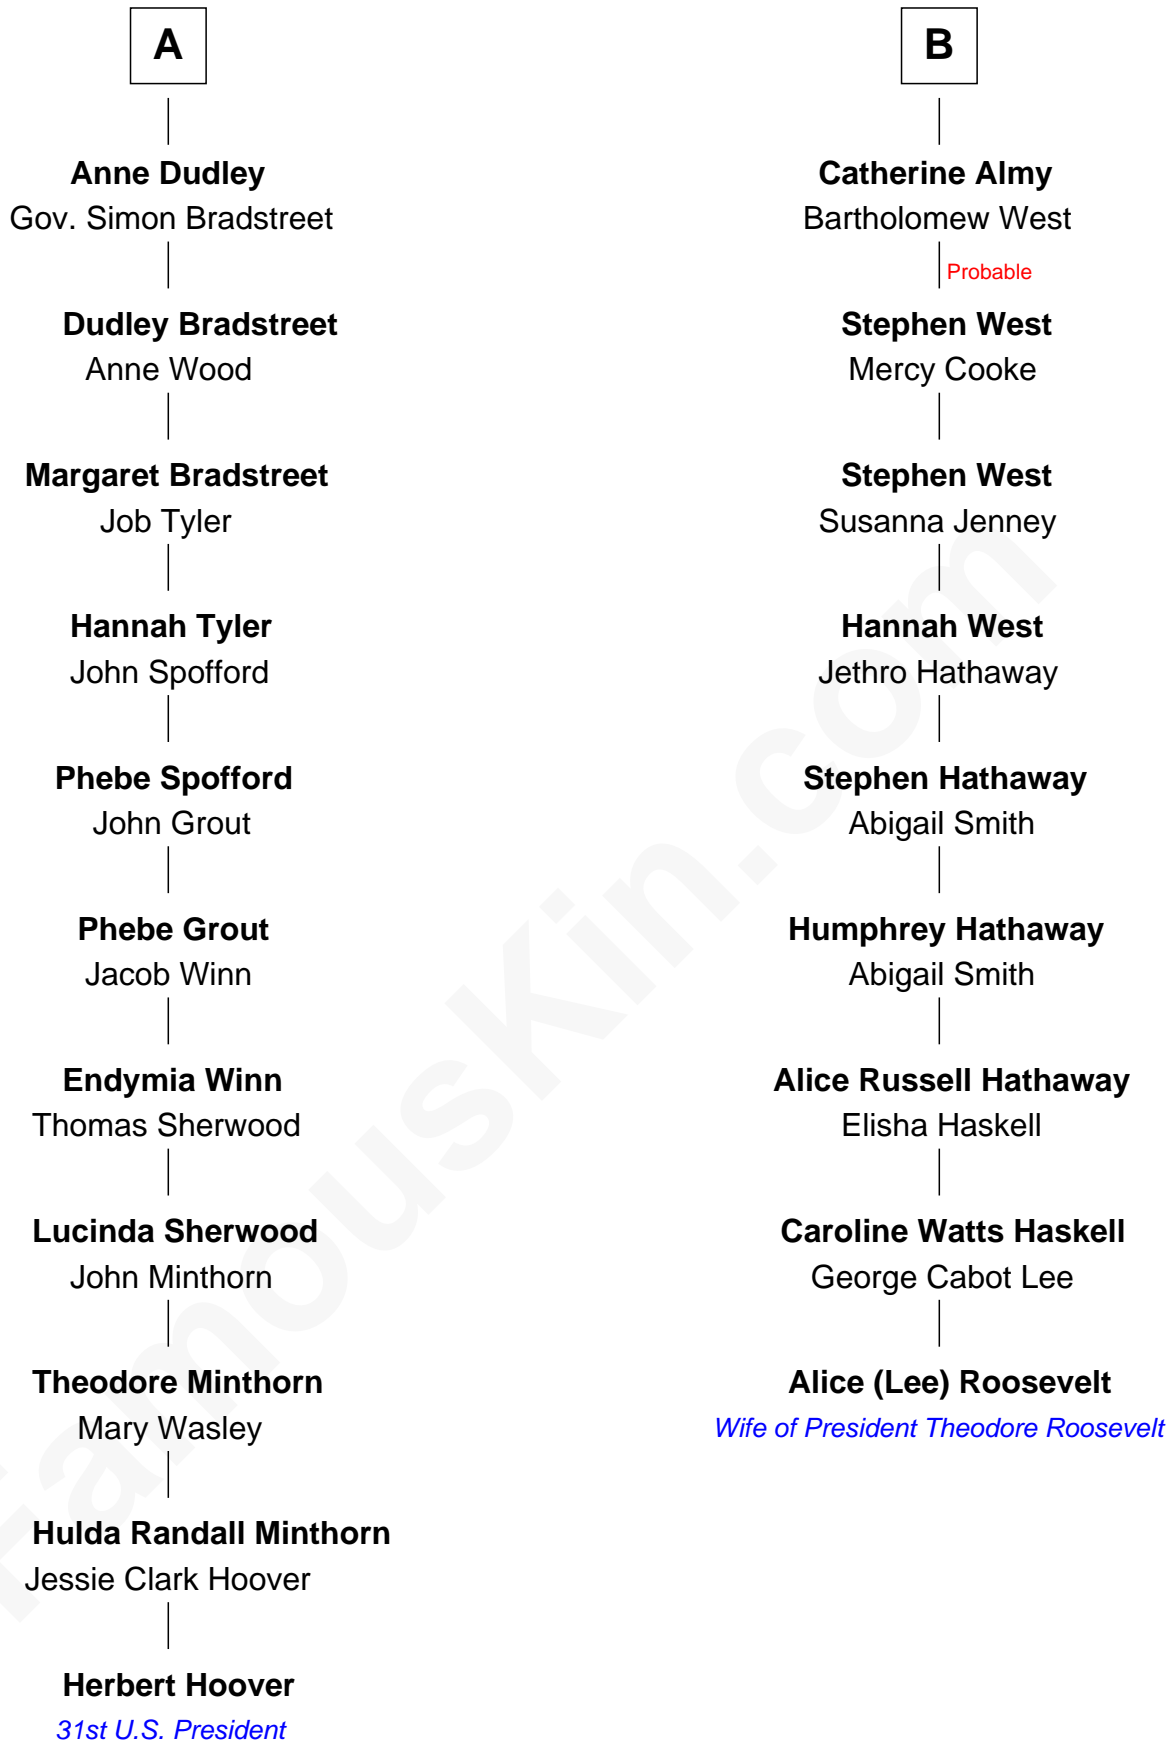 A
Anne Dudley
Gov. Simon Bradstreet
Dudley Bradstreet
Anne Wood
Margaret Bradstreet
Job Tyler
Hannah Tyler
John Spofford
Phebe Spofford
John Grout
Phebe Grout
Jacob Winn
Endymia Winn
Thomas Sherwood
Lucinda Sherwood
John Minthorn
Theodore Minthorn
Mary Wasley
Hulda Randall Minthorn
Jessie Clark Hoover
Herbert Hoover
31st U.S. President
B
Catherine Almy
Bartholomew West
Probable
Stephen West
Mercy Cooke
Stephen West
Susanna Jenney
Hannah West
Jethro Hathaway
Stephen Hathaway
Abigail Smith
Humphrey Hathaway
Abigail Smith
Alice Russell Hathaway
Elisha Haskell
Caroline Watts Haskell
George Cabot Lee
Alice (Lee) Roosevelt
Wife of President Theodore Roosevelt
FamousKin.com